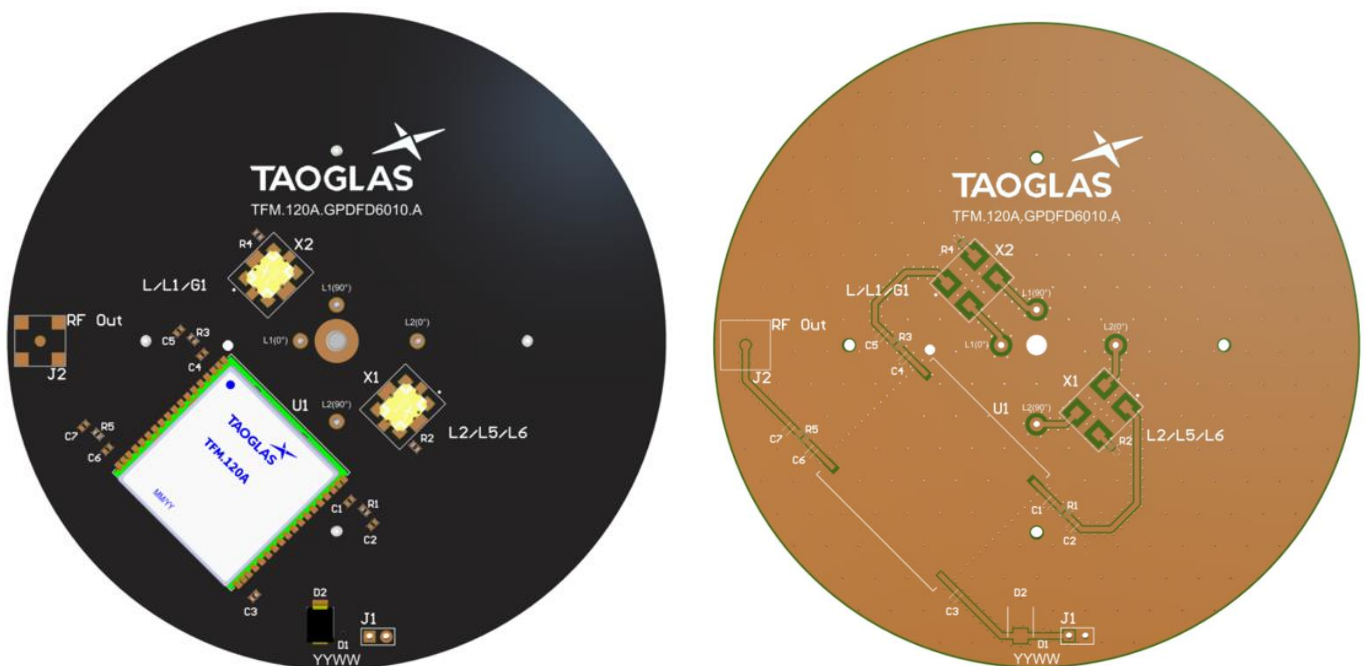 TAOGLAS
TFM.120A.GPDFD6010.A
R4
X2
L/L1/G1
L1(90°)
RF Out
R3
C5
L1(0°)
L2(0°)
C4
J2
X1
U1
L2(90°)
TAOGLAS
TFM.120A
MMYY
C7
R5
C6
R2
L2/L5/L6
C1
R1
C2
C3
D2
J1
D1
YYWW
TAOGLAS
TFM.120A.GPDFD6010.A
R4
X2
L/L1/G1
L1(90°)
RF Out
R3
C5
L1(0°)
L2(0°)
C4
J2
X1
U1
L2(90°)
C7
R5
C6
R2
L2/L5/L6
C1
R1
C2
C3
D2
J1
D1
YYWW